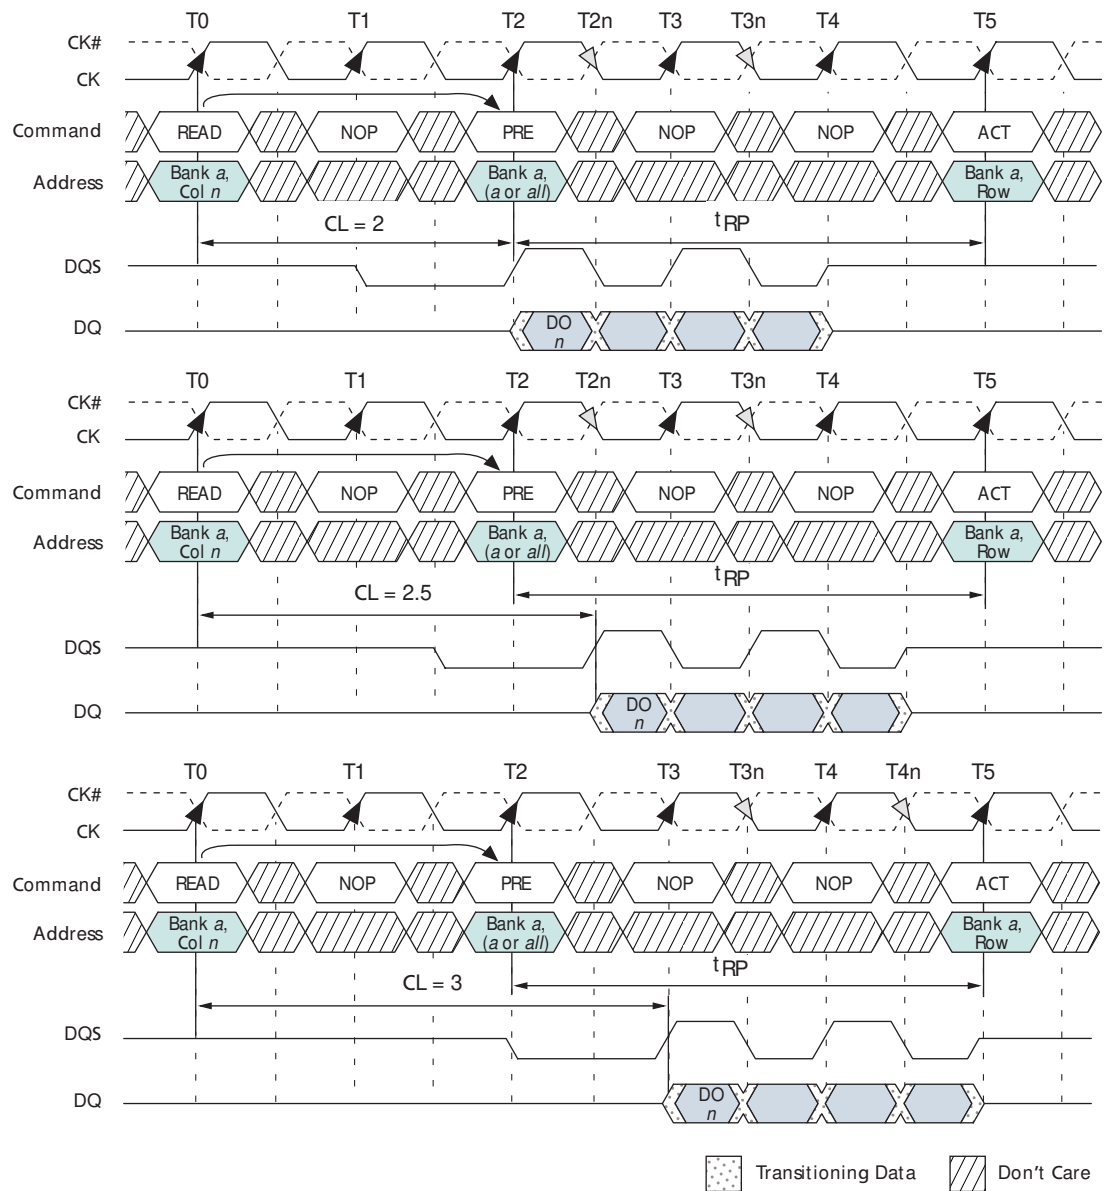 T0 T1 T2 T2n T3 T3n T4 T5
CK#
CK
Command READ NOP PRE NOP NOP ACT
Address Bank a, Col n Bank a, (a or all) Bank a, Row
CL = 2 tRP
DQS
DQ DO n
T0 T1 T2 T2n T3 T3n T4 T5
CK#
CK
Command READ NOP PRE NOP NOP ACT
Address Bank a, Col n Bank a, (a or all) Bank a, Row
tRP
CL = 2.5
DQS
DQ DO n
T0 T1 T2 T3 T3n T4 T4n T5
CK#
CK
Command READ NOP PRE NOP NOP ACT
Address Bank a, Col n Bank a, (a or all) Bank a, Row
tRP
CL = 3
DQS
DQ DO n
Transitioning Data Don't Care